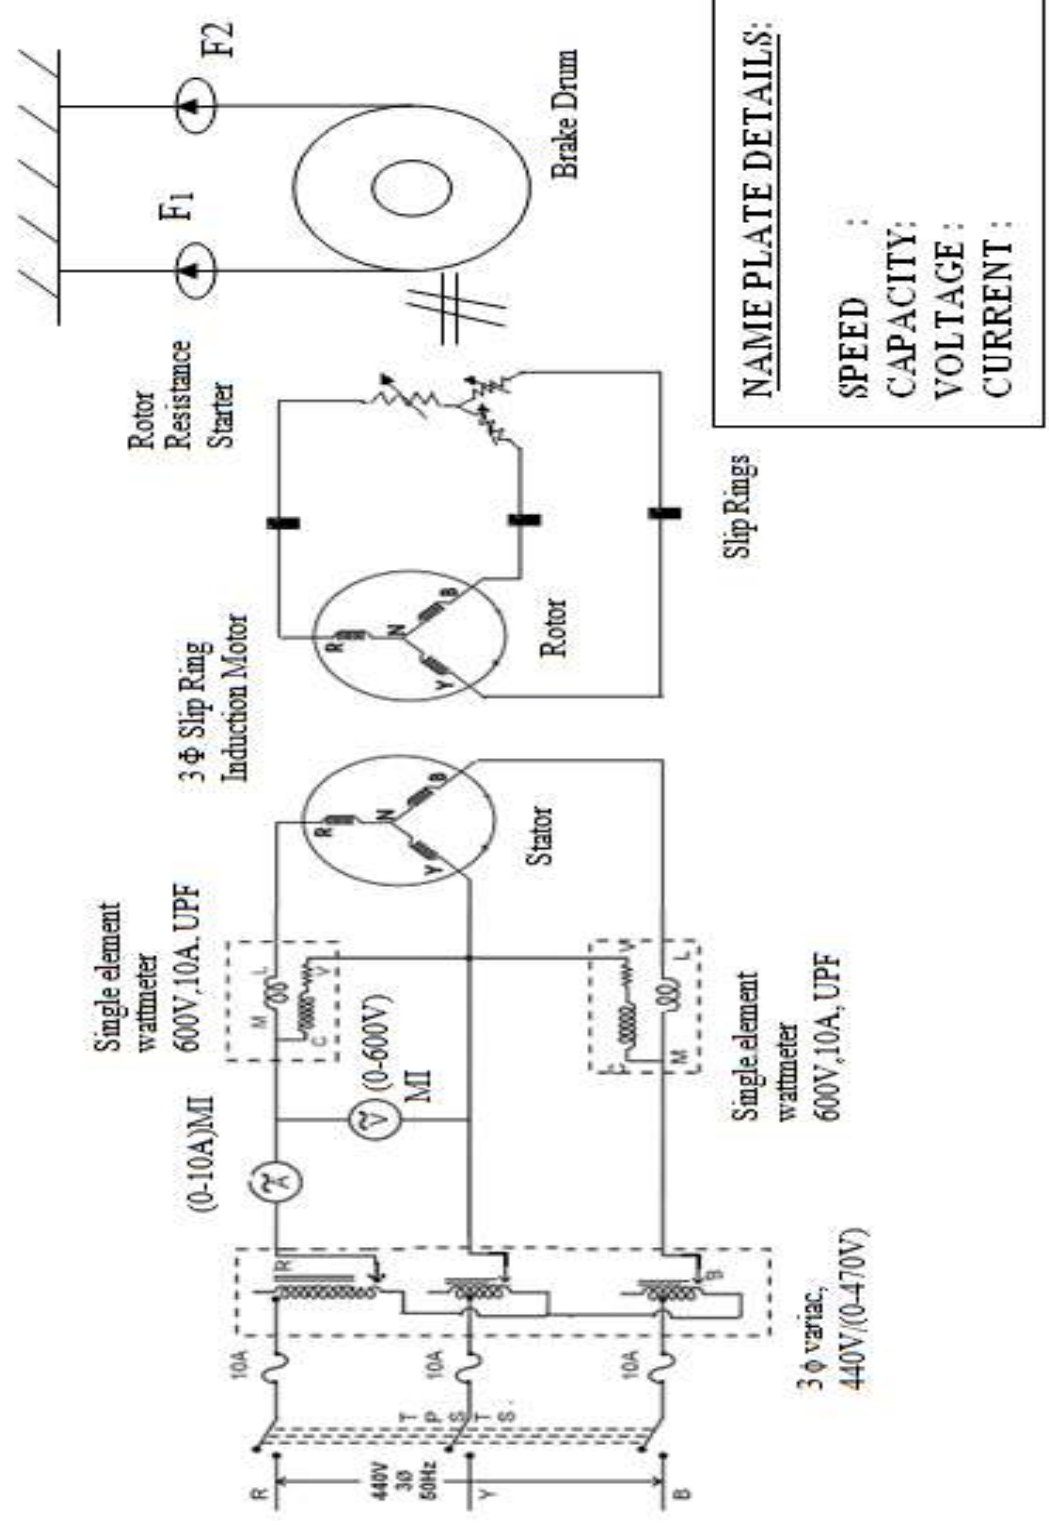 R
440V
3Ø
50Hz
Y
B
T P S T S .
10A
10A
10A
R
B
3 ϕ variac,
440V/(0-470V)
(0-10A)MI
A
V
(0-600V)
MI
Single element
wattmeter
600V,10A. UPF
M
L
C
V
Single element
wattmeter
600V,10A, UPF
C
V
M
L
R
N
Y
B
Stator
3 Φ Slip Ring
Induction Motor
R
N
Y
B
Rotor
Slip Rings
Rotor
Resistance
Starter
F1
F2
Brake Drum
NAME PLATE DETAILS:
SPEED :
CAPACITY:
VOLTAGE :
CURRENT :